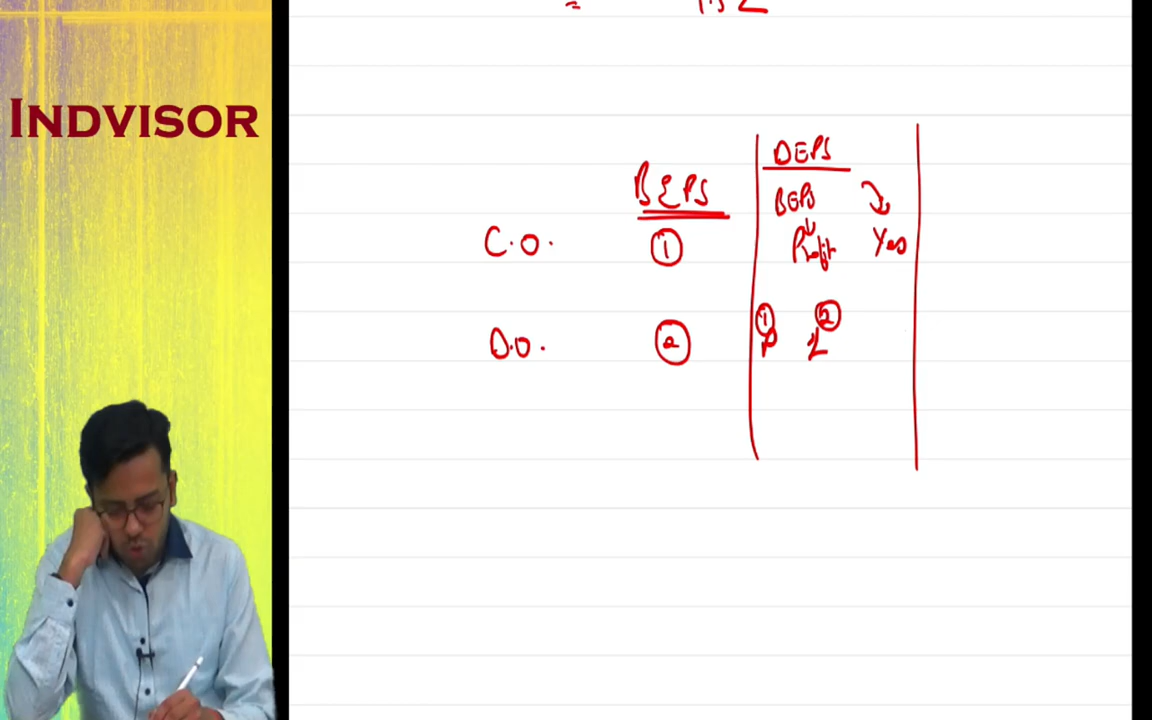 INDVISOR
DEPS
BEPS
BEPS
C.O.
1
Profit
Yes
1
2
D.O.
2
P
L